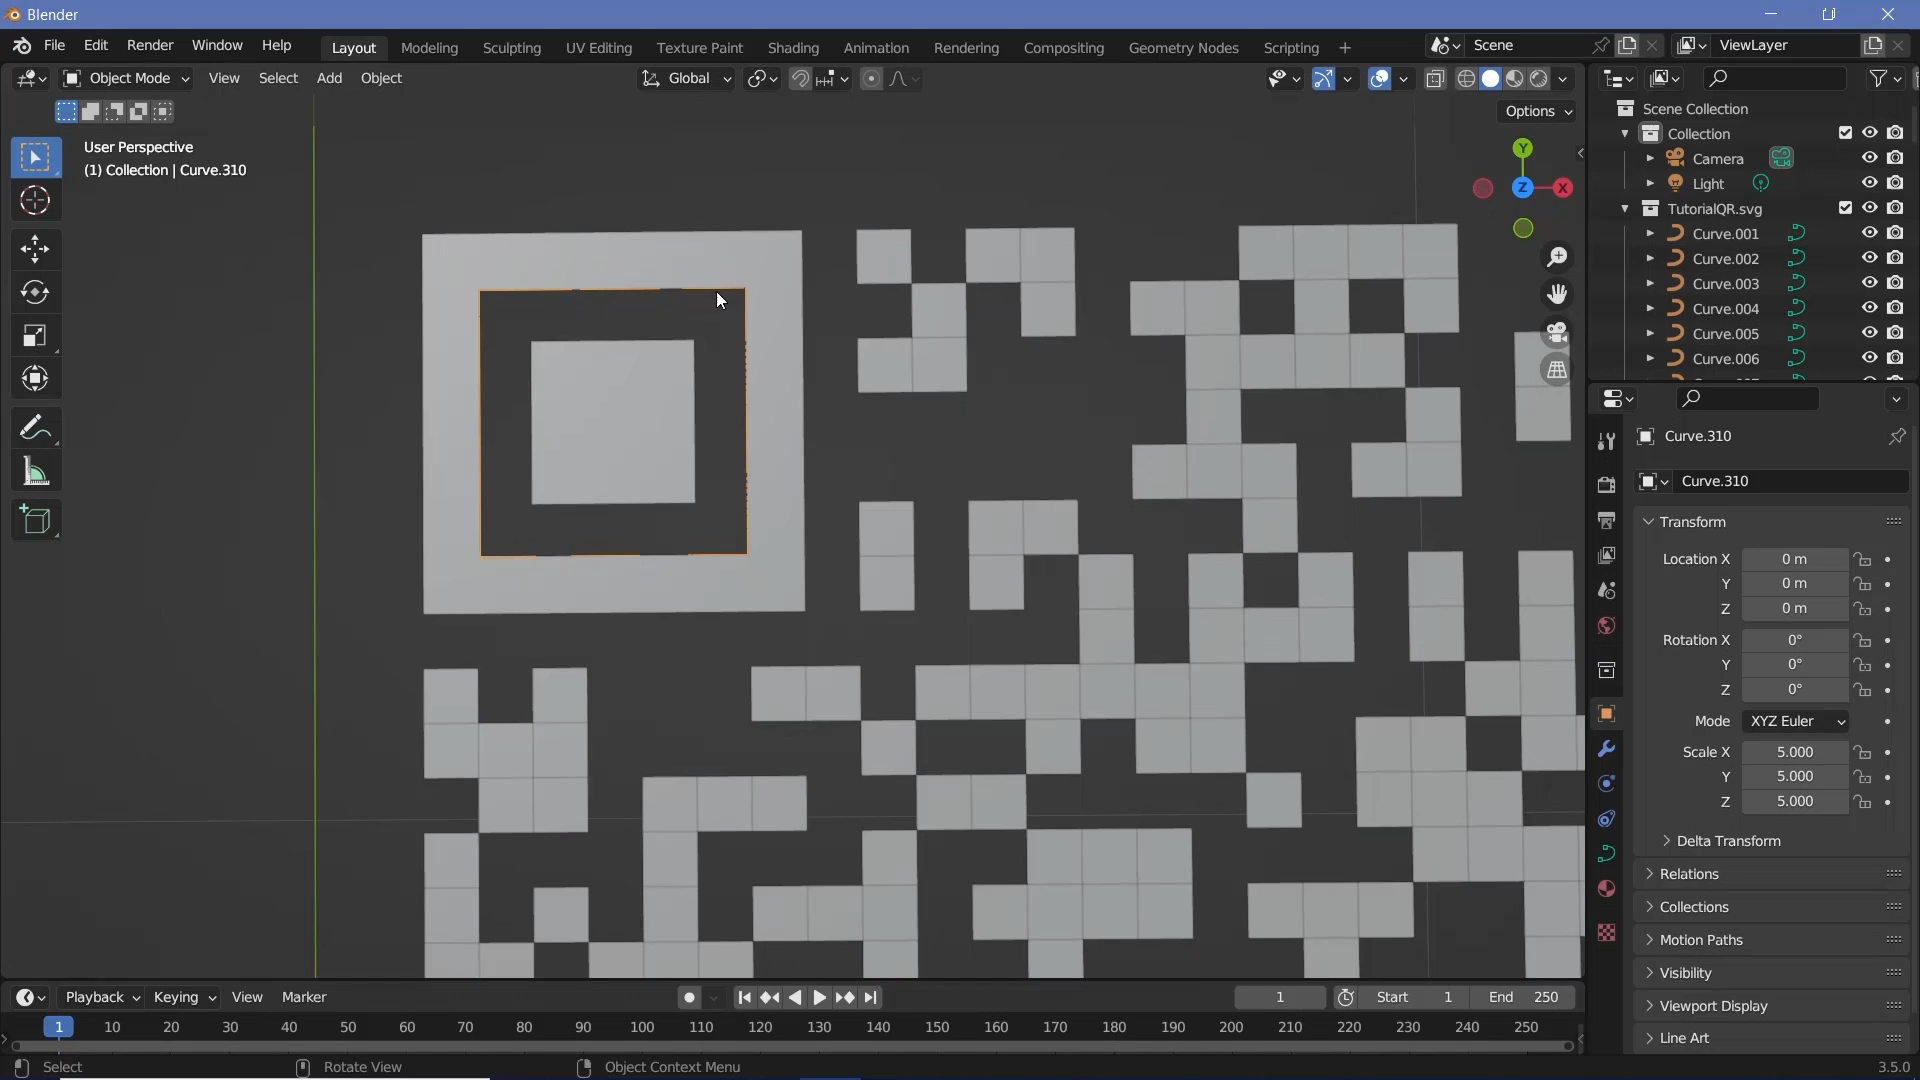 Blender
File Edit Render Window Help Layout Modeling Sculpting UV Editing Texture Paint Shading Animation Rendering Compositing Geometry Nodes Scripting + Scene ViewLayer
Object Mode View Select Add Object Global
Options
User Perspective
(1) Collection | Curve.310
Y
Z
X
Scene Collection
Collection
Camera
Light
TutorialQR.svg
Curve.001
Curve.002
Curve.003
Curve.004
Curve.005
Curve.006
Curve.310
Curve.310
Transform
Location X 0 m
Y 0 m
Z 0 m
Rotation X 0°
Y 0°
Z 0°
Mode XYZ Euler
Scale X 5.000
Y 5.000
Z 5.000
Delta Transform
Relations
Collections
Motion Paths
Visibility
Viewport Display
Line Art
Playback Keying View Marker 1 Start 1 End 250
1 10 20 30 40 50 60 70 80 90 100 110 120 130 140 150 160 170 180 190 200 210 220 230 240 250
Select Rotate View Object Context Menu 3.5.0